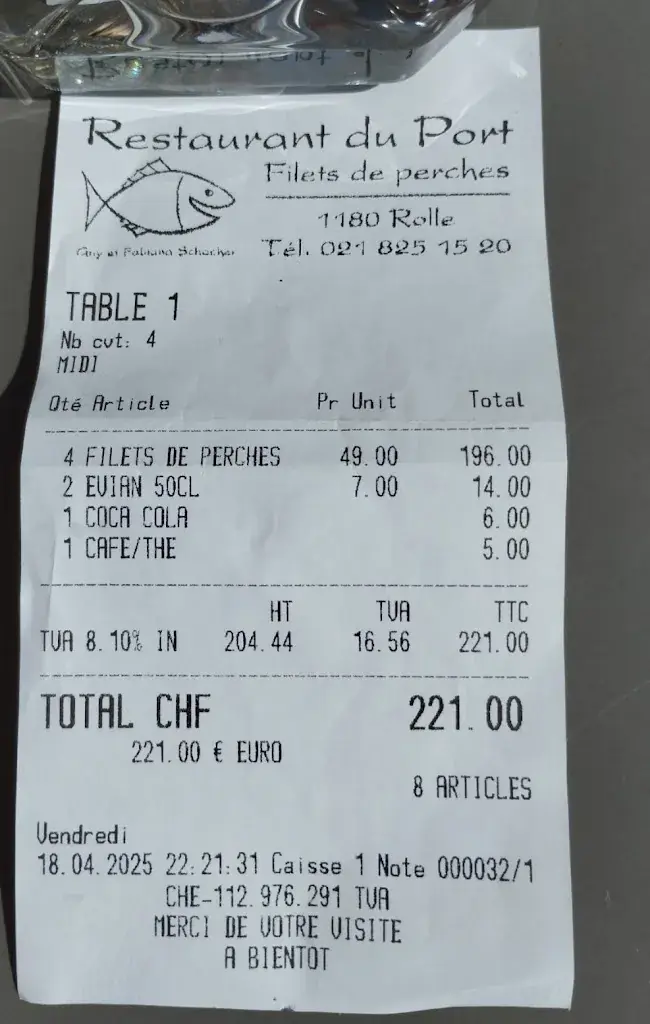 Restaurant du Port
Filets de perches
1180 Rolle
Guy et Fabiana Schacher
Tél. 021 825 15 20
TABLE 1
Nb cvt: 4
MIDI
Qté Article Pr Unit Total
4 FILETS DE PERCHES 49.00 196.00
2 EVIAN 50CL 7.00 14.00
1 COCA COLA 6.00
1 CAFE/THE 5.00
HT TVA TTC
TVA 8.10% IN 204.44 16.56 221.00
TOTAL CHF 221.00
221.00 € EURO
8 ARTICLES
Vendredi
18.04.2025 22:21:31 Caisse 1 Note 000032/1
CHE-112.976.291 TVA
MERCI DE VOTRE VISITE
A BIENTOT